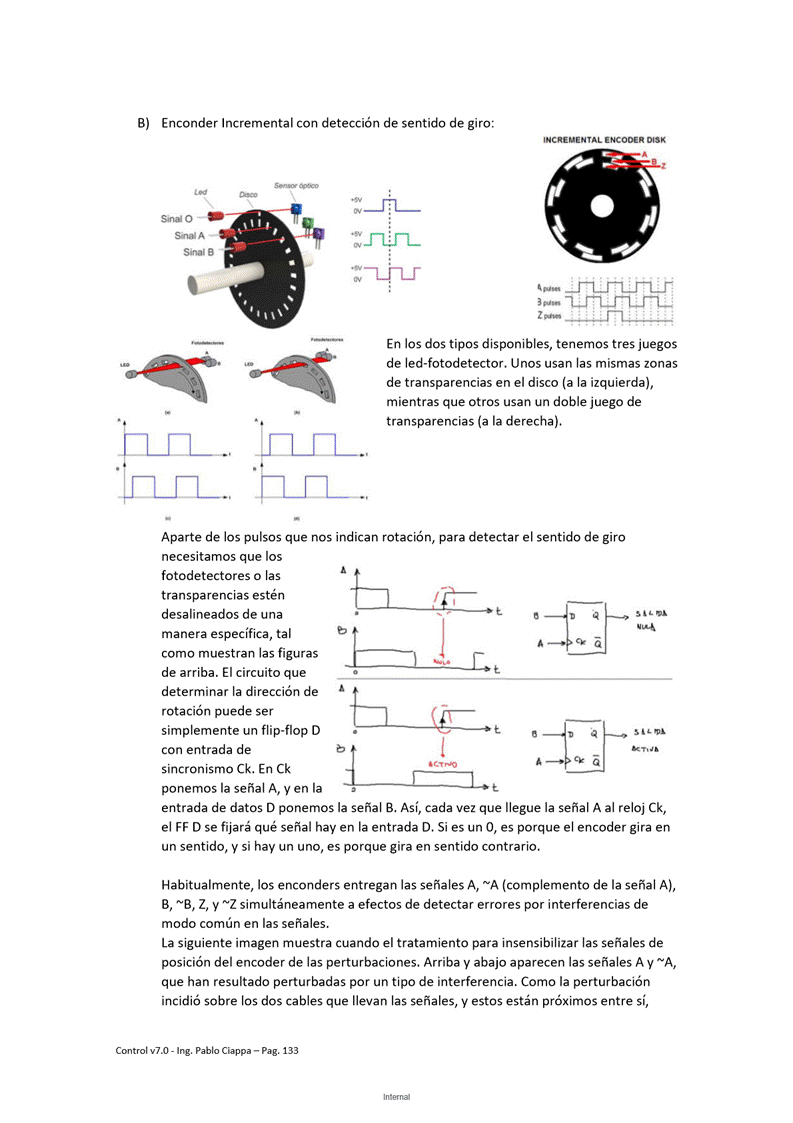 B) Enconder Incremental con detección de sentido de giro:
INCREMENTAL ENCODER DISK
A
B
Z
Led
Disco
Sensor óptico
Sinal O
Sinal A
Sinal B
+5V
0V
+5V
0V
+5V
0V
A pulses
B pulses
Z pulses
Fotodetectores
Fotodetectores
LED
A
B
LED
A
B
(a)
(b)
A
t
A
t
B
t
B
t
(c)
(d)
En los dos tipos disponibles, tenemos tres juegos
de led-fotodetector. Unos usan las mismas zonas
de transparencias en el disco (a la izquierda),
mientras que otros usan un doble juego de
transparencias (a la derecha).
Aparte de los pulsos que nos indican rotación, para detectar el sentido de giro
necesitamos que los
fotodetectores o las
transparencias estén
desalineados de una
manera específica, tal
como muestran las figuras
de arriba. El circuito que
determinar la dirección de
rotación puede ser
simplemente un flip-flop D
con entrada de
sincronismo Ck. En Ck
ponemos la señal A, y en la
A
t
B
NULO
0
t
B
D
Q
SALIDA
NULA
A
CK
Q
A
t
B
ACTIVO
0
t
B
D
Q
SALIDA
ACTIVA
A
CK
Q
entrada de datos D ponemos la señal B. Así, cada vez que llegue la señal A al reloj Ck,
el FF D se fijará qué señal hay en la entrada D. Si es un 0, es porque el encoder gira en
un sentido, y si hay un uno, es porque gira en sentido contrario.
Habitualmente, los enconders entregan las señales A, ~A (complemento de la señal A),
B, ~B, Z, y ~Z simultáneamente a efectos de detectar errores por interferencias de
modo común en las señales.
La siguiente imagen muestra cuando el tratamiento para insensibilizar las señales de
posición del encoder de las perturbaciones. Arriba y abajo aparecen las señales A y ~A,
que han resultado perturbadas por un tipo de interferencia. Como la perturbación
incidió sobre los dos cables que llevan las señales, y estos están próximos entre sí,
Control v7.0 - Ing. Pablo Ciappa – Pag. 133
Internal